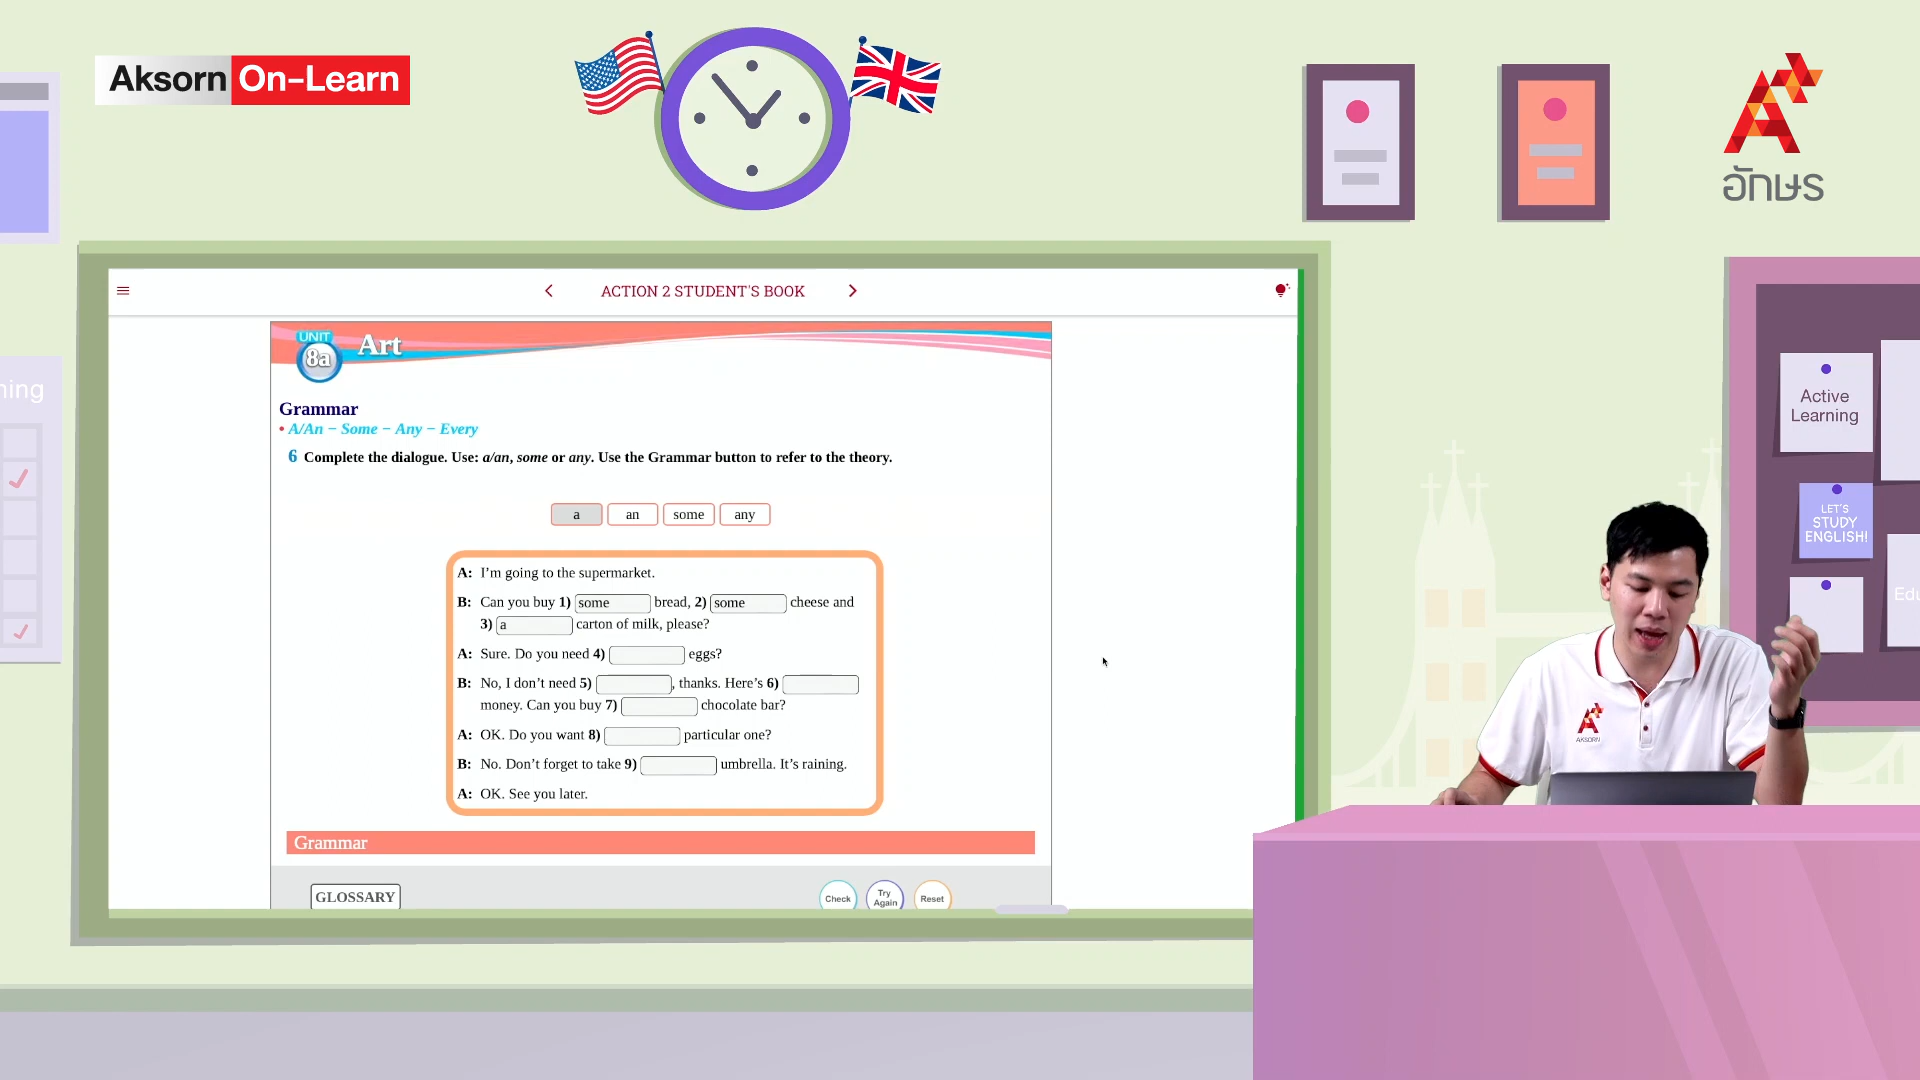 Aksorn On-Learn
อักษร
ning
ACTION 2 STUDENT'S BOOK
UNIT
8a
Art
Grammar
• A/An – Some – Any – Every
6 Complete the dialogue. Use: a/an, some or any. Use the Grammar button to refer to the theory.
a an some any
A: I'm going to the supermarket.
B: Can you buy 1) some bread, 2) some cheese and
3) a carton of milk, please?
A: Sure. Do you need 4) eggs?
B: No, I don't need 5) , thanks. Here's 6)
money. Can you buy 7) chocolate bar?
A: OK. Do you want 8) particular one?
B: No. Don't forget to take 9) umbrella. It's raining.
A: OK. See you later.
Grammar
GLOSSARY
Check
Try
Again
Reset
Active
Learning
LET'S
STUDY
ENGLISH!
Edu
AKSORN